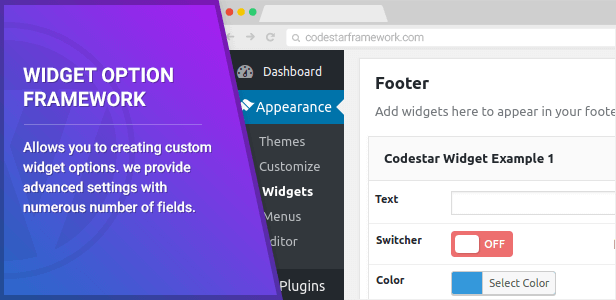 WIDGET OPTION
FRAMEWORK
Allows you to creating custom
widget options. we provide
advanced settings with
numerous number of fields.
codestarframework.com
Dashboard
Appearance
Themes
Customize
Widgets
Menus
Plugins
Footer
Add widgets here to appear in your
Codestar Widget Example 1
Text
Switcher
OFF
Color
Select Color